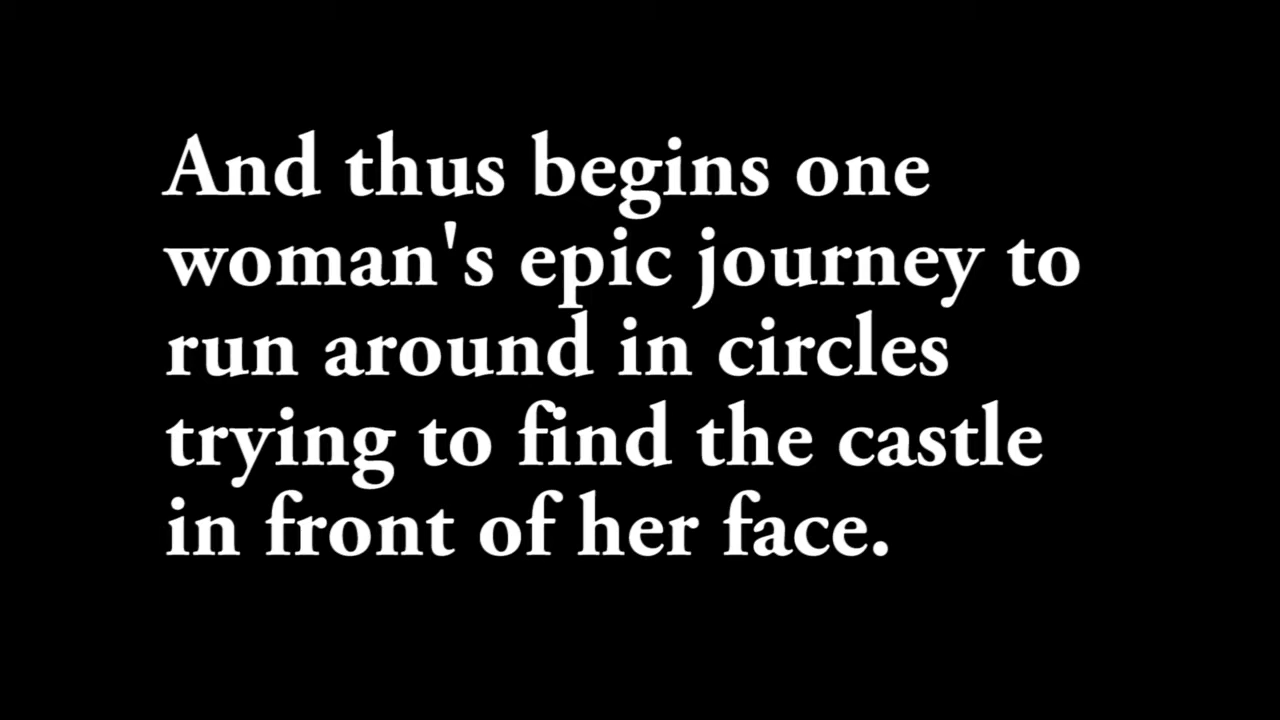 And thus begins one
woman's epic journey to
run around in circles
trying to find the castle
in front of her face.